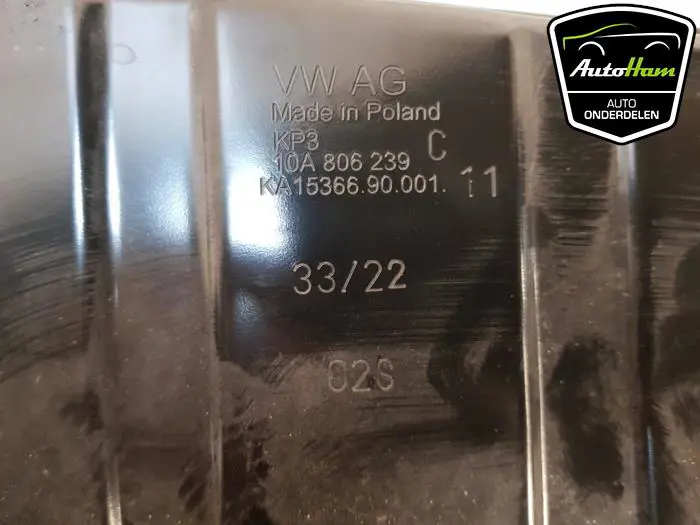 VW AG
Made in Poland
KP3
10A 806 239 C
KA15366.90.001. 11
33/22
02S
AutoHam
AUTO
ONDERDELEN